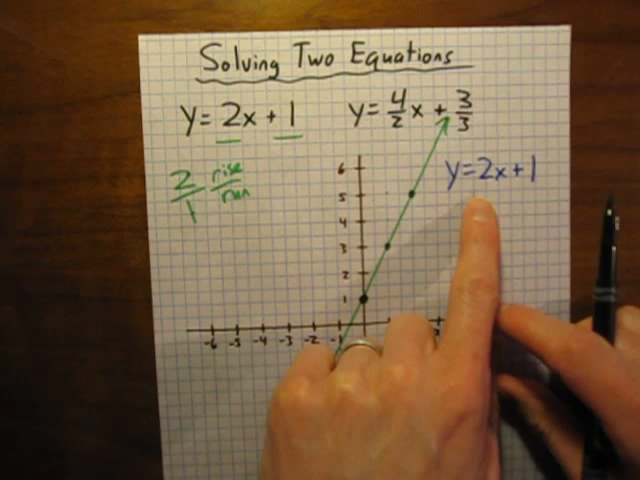 Solving Two Equations
y = 2x + 1
y = 4/2 x + 3/3
y = 2x + 1
2/1 rise/run
6
5
4
3
2
1
-6 -5 -4 -3 -2 -1